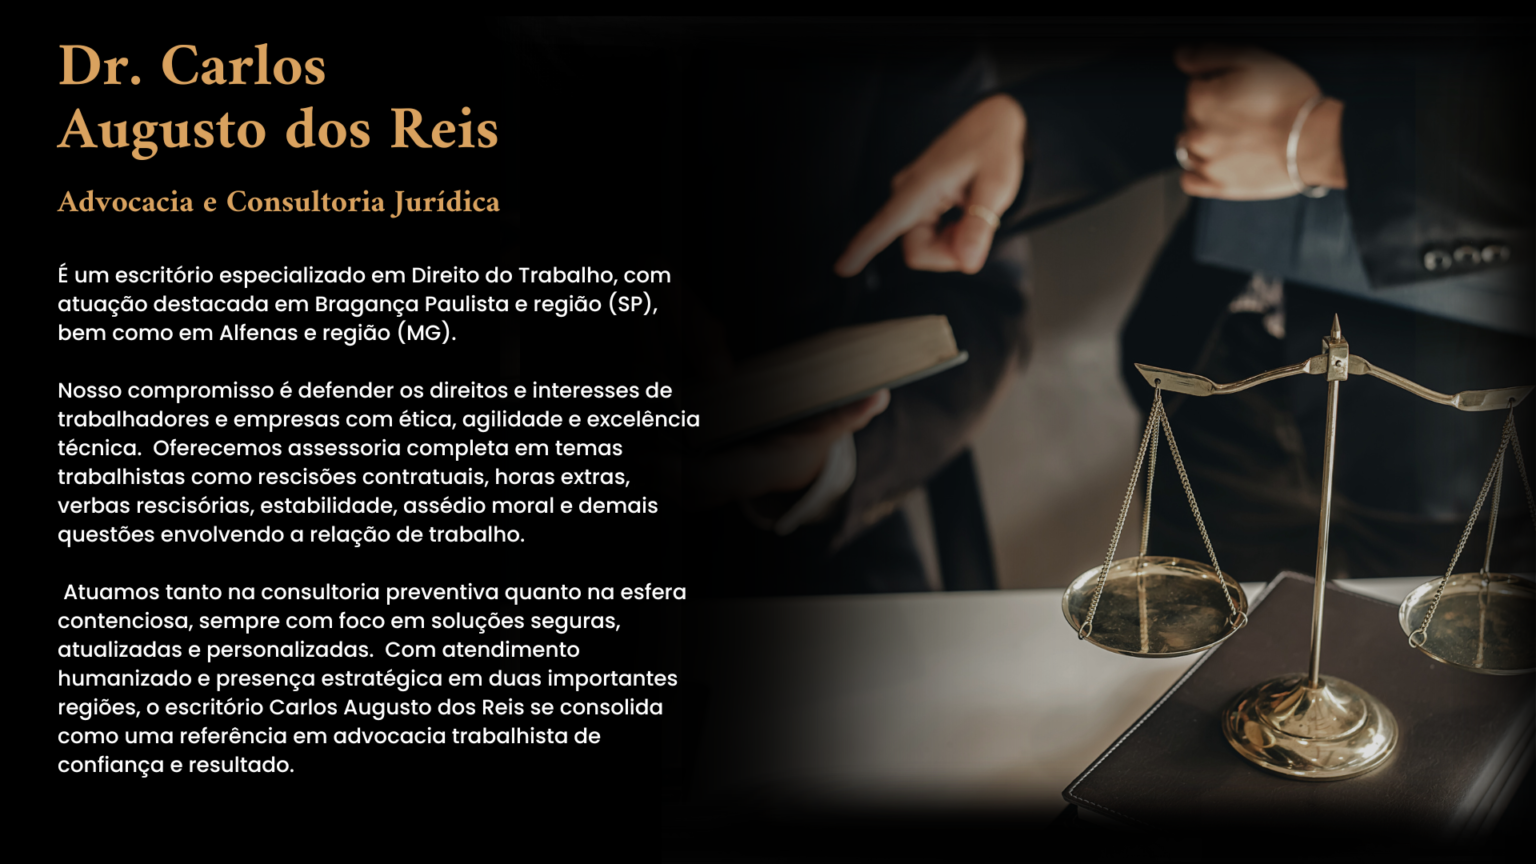 Dr. Carlos
Augusto dos Reis
Advocacia e Consultoria Jurídica
É um escritório especializado em Direito do Trabalho, com
atuação destacada em Bragança Paulista e região (SP),
bem como em Alfenas e região (MG).
Nosso compromisso é defender os direitos e interesses de
trabalhadores e empresas com ética, agilidade e excelência
técnica.  Oferecemos assessoria completa em temas
trabalhistas como rescisões contratuais, horas extras,
verbas rescisórias, estabilidade, assédio moral e demais
questões envolvendo a relação de trabalho.
Atuamos tanto na consultoria preventiva quanto na esfera
contenciosa, sempre com foco em soluções seguras,
atualizadas e personalizadas.  Com atendimento
humanizado e presença estratégica em duas importantes
regiões, o escritório Carlos Augusto dos Reis se consolida
como uma referência em advocacia trabalhista de
confiança e resultado.